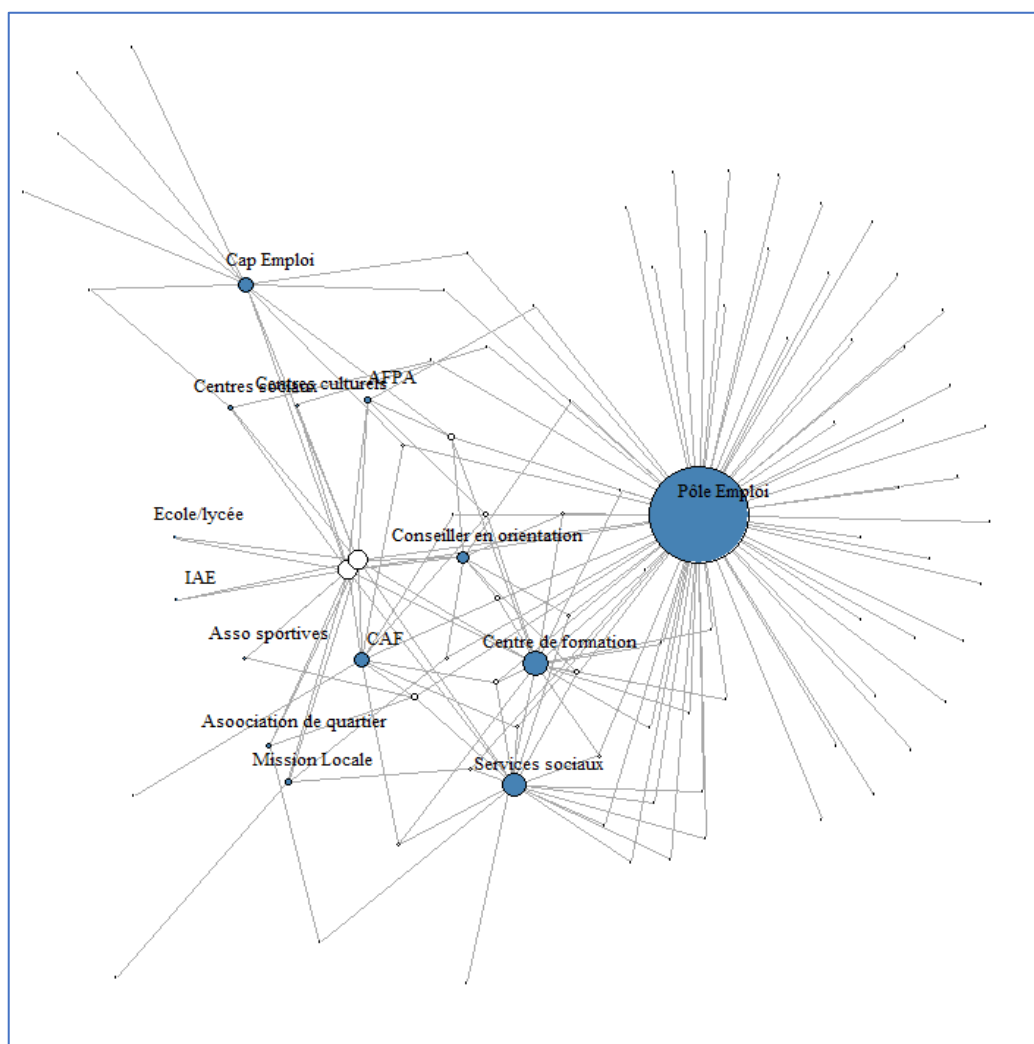 Cap Emploi
AFPA
Centres sociaux
Centres culturels
Pôle Emploi
Ecole/lycée
Conseiller en orientation
IAE
Asso sportives
CAF
Centre de formation
Asoociation de quartier
Mission Locale
Services sociaux